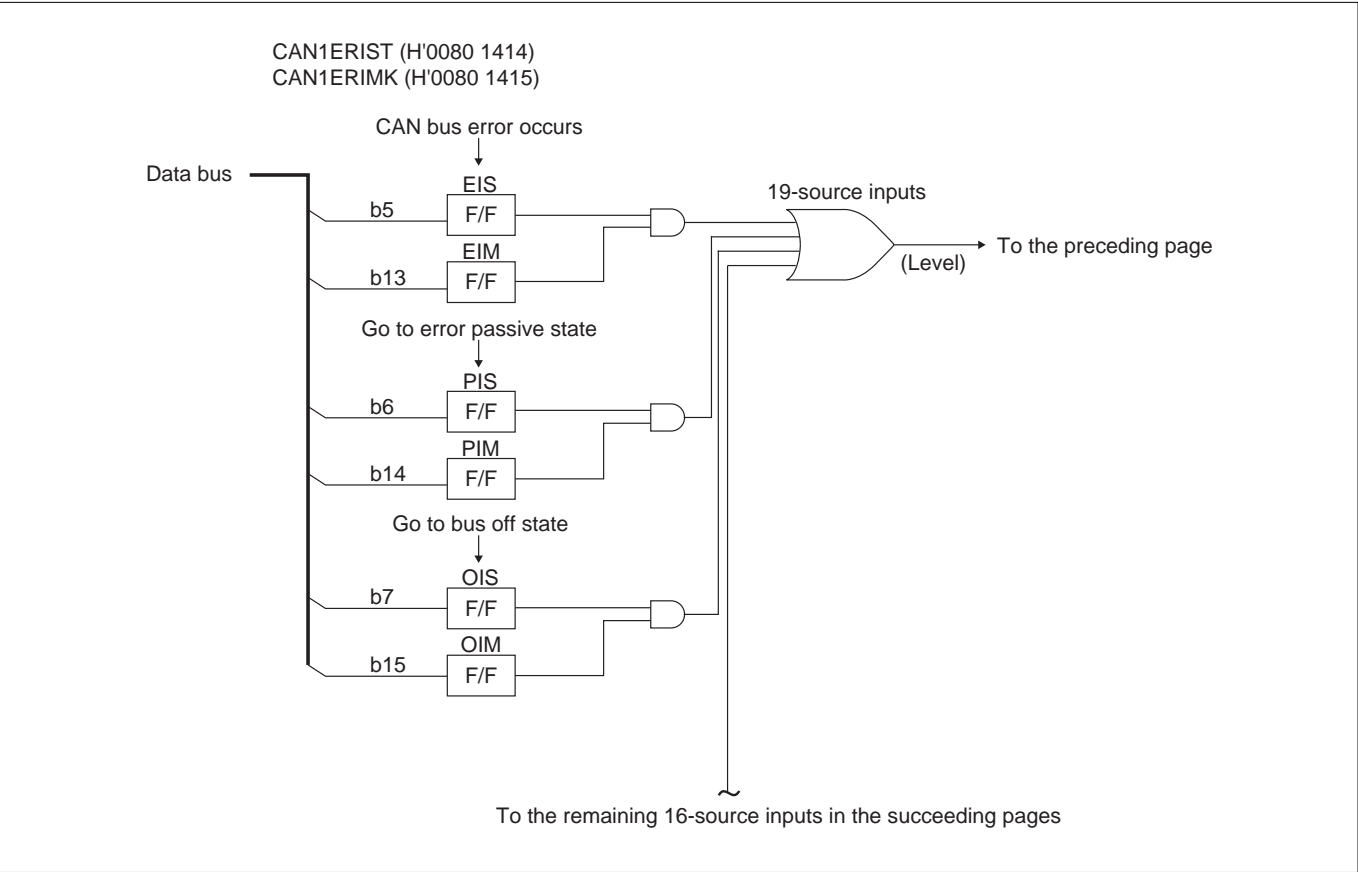 CAN1ERIST (H'0080 1414)
CAN1ERIMK (H'0080 1415)
CAN bus error occurs
Data bus
EIS
19-source inputs
b5
F/F
To the preceding page
EIM
(Level)
b13
F/F
Go to error passive state
PIS
b6
F/F
PIM
b14
F/F
Go to bus off state
OIS
b7
F/F
OIM
b15
F/F
To the remaining 16-source inputs in the succeeding pages